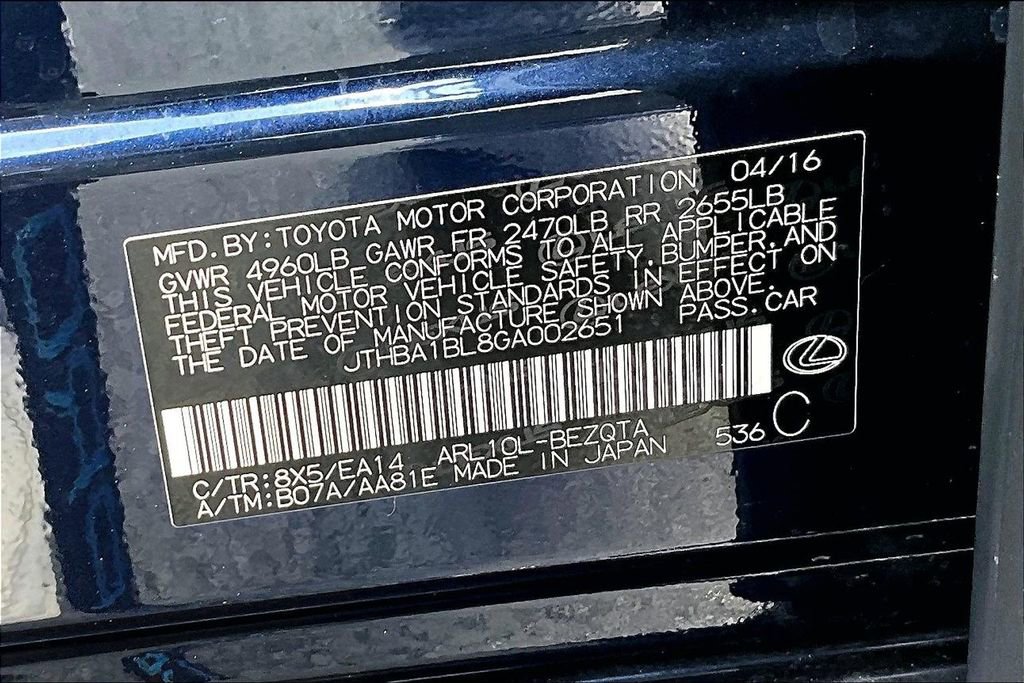 MFD. BY: TOYOTA MOTOR CORPORATION 04/16
GVWR 4960LB GAWR FR 2470LB RR 2655LB
THIS VEHICLE CONFORMS TO ALL APPLICABLE
FEDERAL MOTOR VEHICLE SAFETY, BUMPER, AND
THEFT PREVENTION STANDARDS IN EFFECT ON
THE DATE OF MANUFACTURE SHOWN ABOVE.
JTHBA1BL8GA002651 PASS. CAR
C/TR: 8X5/EA14 ARL10L-BEZQTA 536 C
A/TM: B07A/AA81E MADE IN JAPAN